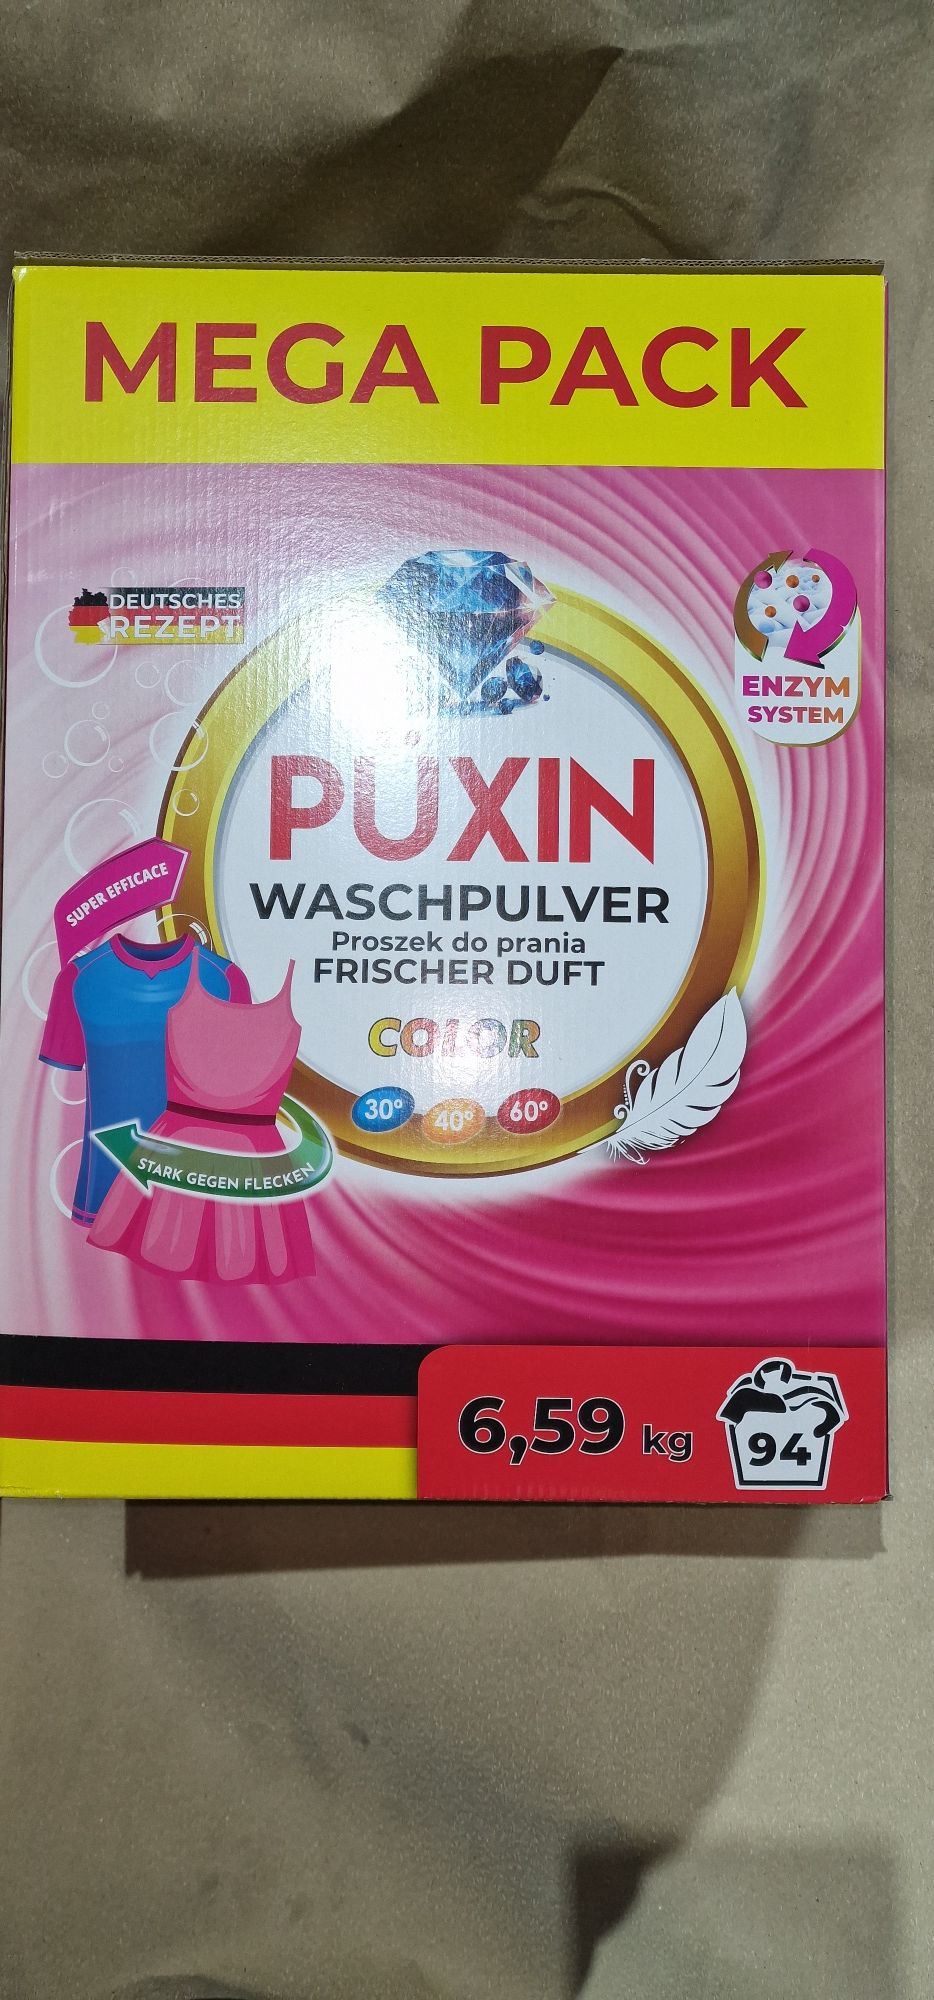 MEGA PACK
DEUTSCHES
REZEPT
ENZYM
SYSTEM
PÜXIN
WASCHPULVER
Proszek do prania
FRISCHER DUFT
COLOR
30°
40°
60°
SUPER EFFICACE
STARK GEGEN FLECKEN
6,59 kg
94